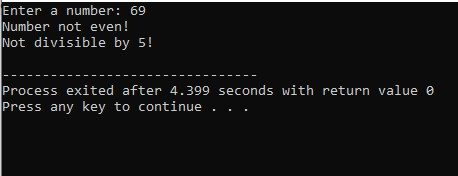 Enter a number: 69
Number not even!
Not divisible by 5!
--------------------------------
Process exited after 4.399 seconds with return value 0
Press any key to continue . . .